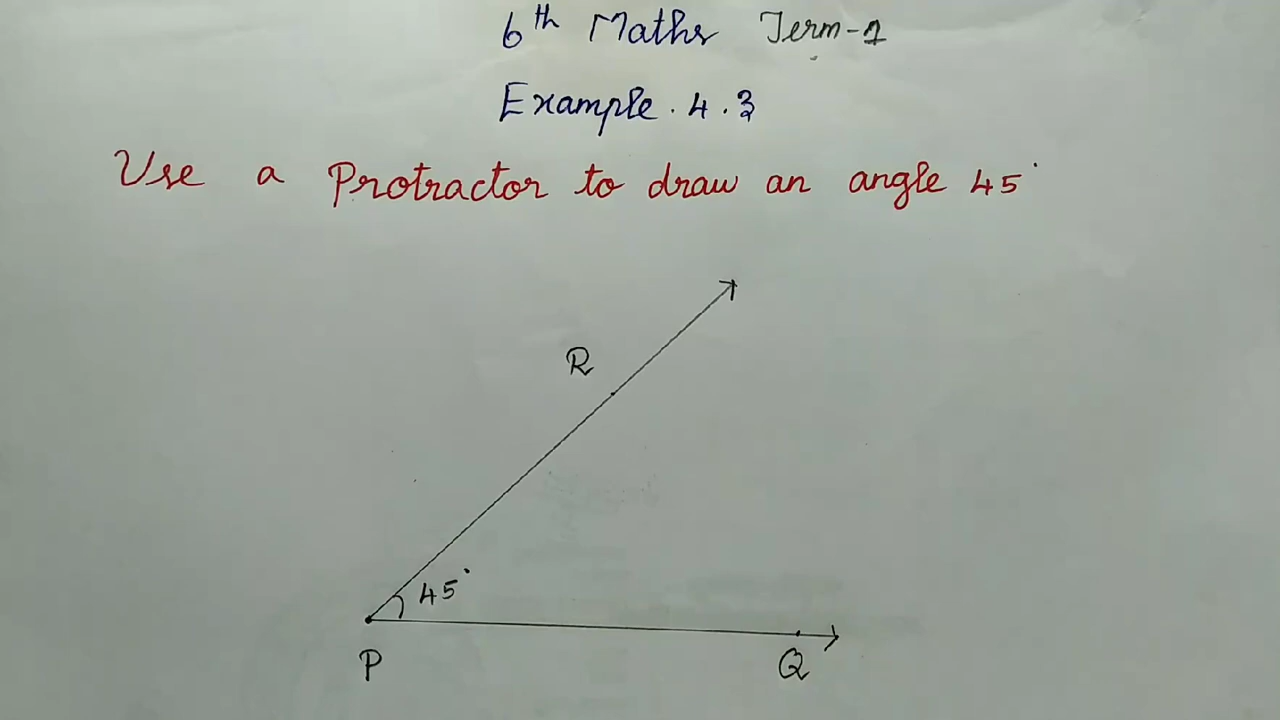 6th Maths Term-1
Example. 4.3
Use a Protractor to draw an angle 45°
R
45°
P
Q